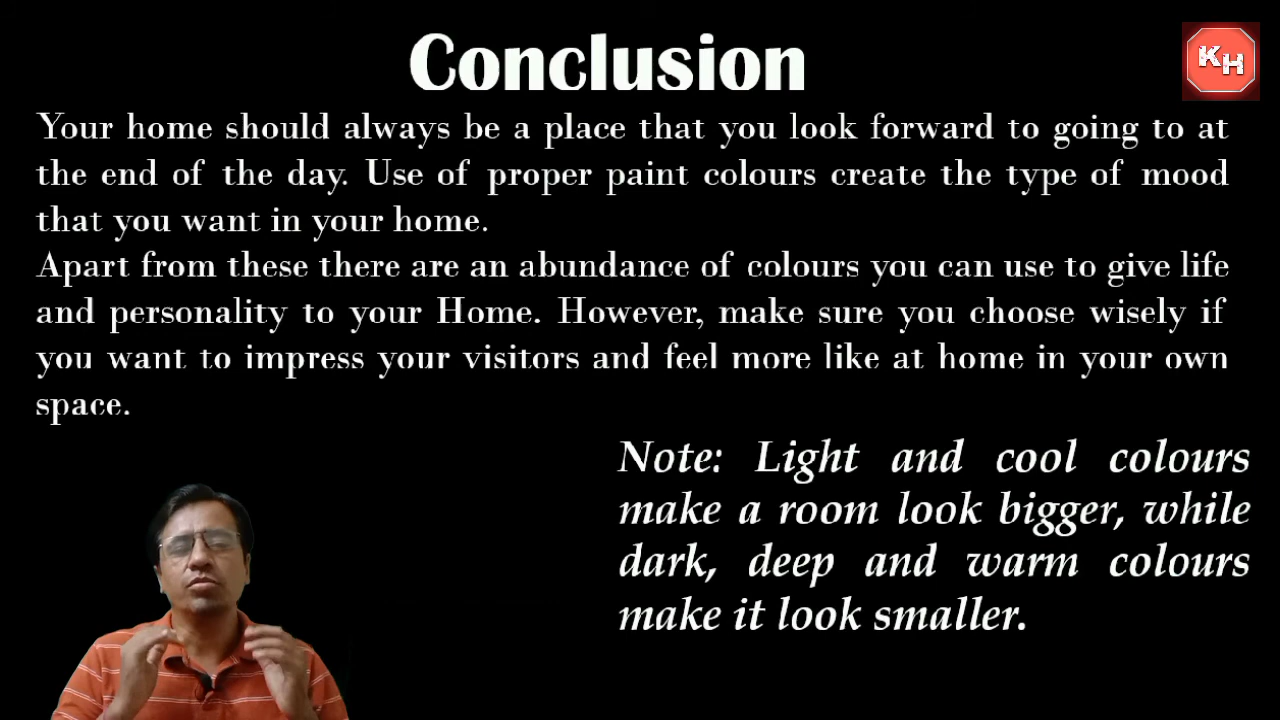 Conclusion
KH
Your home should always be a place that you look forward to going to at
the end of the day. Use of proper paint colours create the type of mood
that you want in your home.
Apart from these there are an abundance of colours you can use to give life
and personality to your Home. However, make sure you choose wisely if
you want to impress your visitors and feel more like at home in your own
space.
Note: Light and cool colours
make a room look bigger, while
dark, deep and warm colours
make it look smaller.